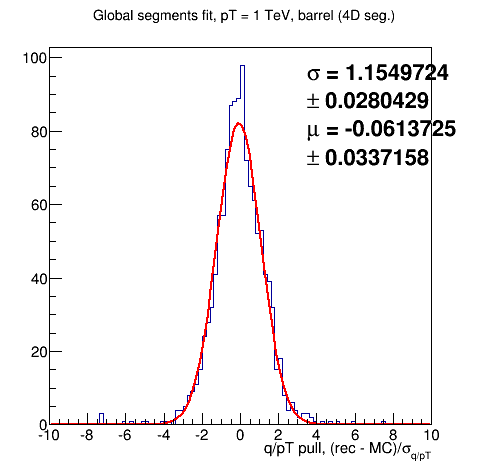 Global segments fit, pT = 1 TeV, barrel (4D seg.)
100
80
60
40
20
0
σ = 1.1549724
± 0.0280429
μ = -0.0613725
± 0.0337158
-10 -8 -6 -4 -2 0 2 4 6 8 10
q/pT pull, (rec - MC)/σq/pT